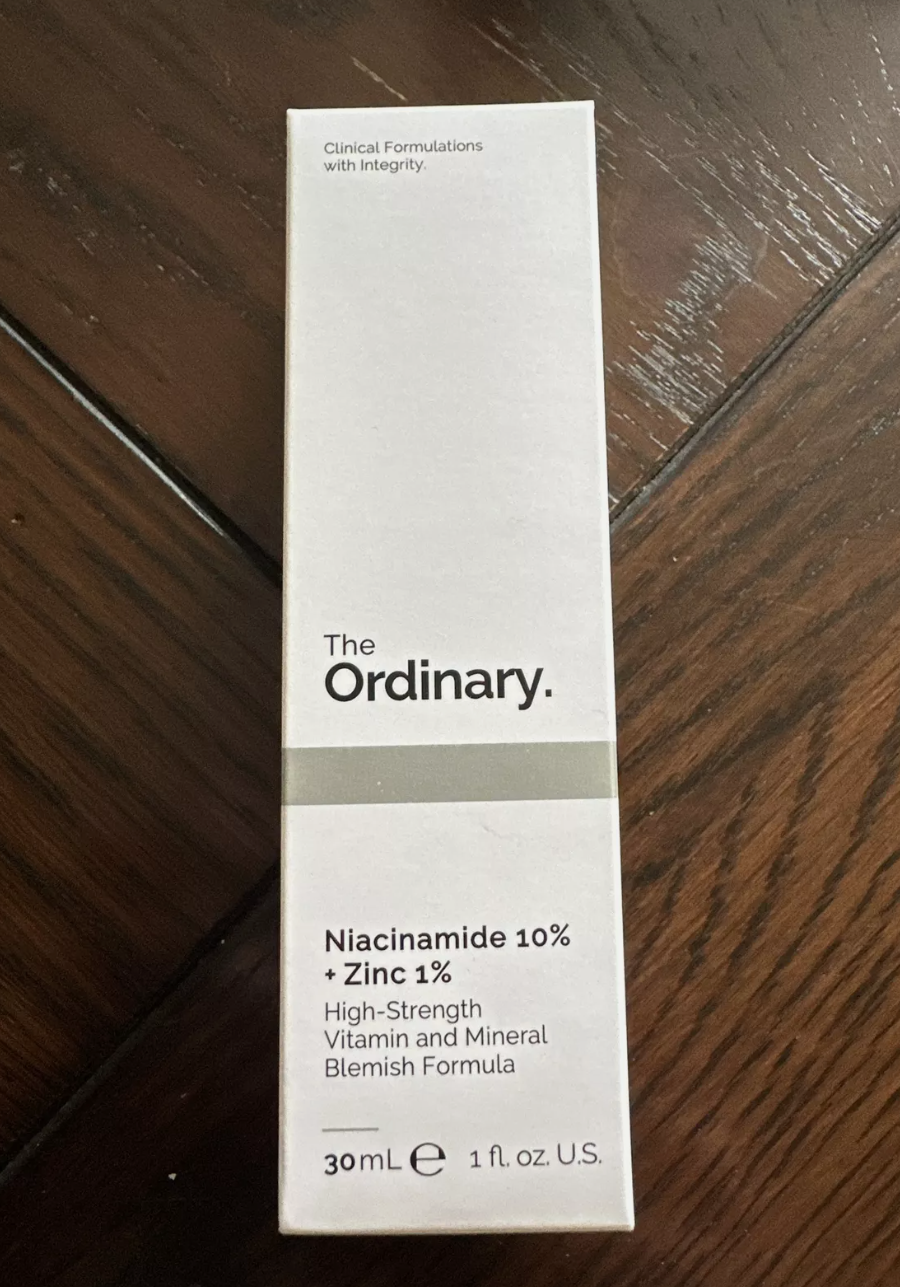 Clinical Formulations
with Integrity.
The
Ordinary.
Niacinamide 10%
+ Zinc 1%
High-Strength
Vitamin and Mineral
Blemish Formula
30mL ℮ 1 fl. oz. U.S.